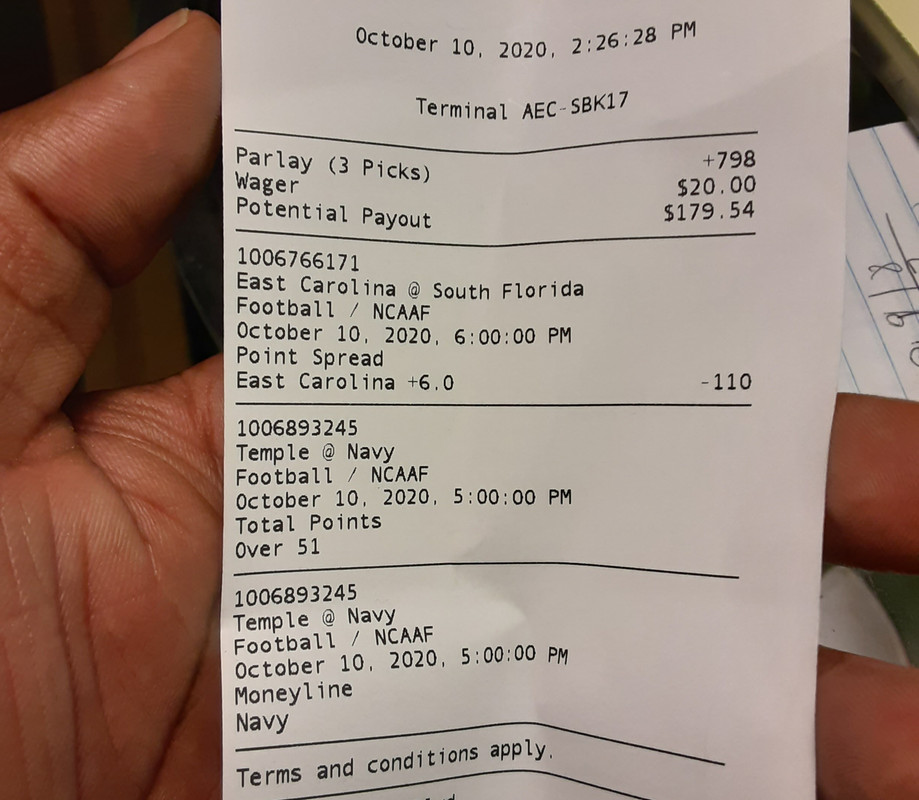 October 10, 2020, 2:26:28 PM
Terminal AEC-SBK17
Parlay (3 Picks) +798
Wager $20.00
Potential Payout $179.54
1006766171
East Carolina @ South Florida
Football / NCAAF
October 10, 2020, 6:00:00 PM
Point Spread
East Carolina +6.0 -110
1006893245
Temple @ Navy
Football / NCAAF
October 10, 2020, 5:00:00 PM
Total Points
Over 51
1006893245
Temple @ Navy
Football / NCAAF
October 10, 2020, 5:00:00 PM
Moneyline
Navy
Terms and conditions apply.